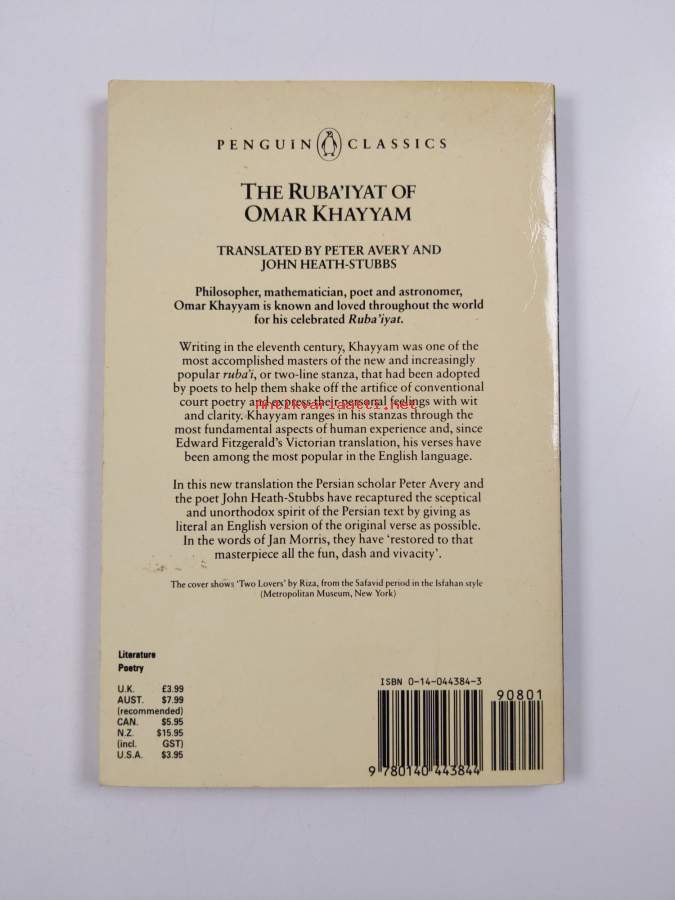 PENGUIN CLASSICS
THE RUBA'IYAT OF
OMAR KHAYYAM
TRANSLATED BY PETER AVERY AND
JOHN HEATH-STUBBS
Philosopher, mathematician, poet and astronomer,
Omar Khayyam is known and loved throughout the world
for his celebrated Ruba'iyat.
Writing in the eleventh century, Khayyam was one of the
most accomplished masters of the new and increasingly
popular ruba'i, or two-line stanza, that had been adopted
by poets to help them shake off the artifice of conventional
court poetry and express their personal feelings with wit
Antikvariaatti.net
and clarity. Khayyam ranges in his stanzas through the
most fundamental aspects of human experience and, since
Edward Fitzgerald's Victorian translation, his verses have
been among the most popular in the English language.
In this new translation the Persian scholar Peter Avery and
the poet John Heath-Stubbs have recaptured the sceptical
and unorthodox spirit of the Persian text by giving as
literal an English version of the original verse as possible.
In the words of Jan Morris, they have 'restored to that
masterpiece all the fun, dash and vivacity'.
The cover shows 'Two Lovers' by Riza, from the Safavid period in the Isfahan style
(Metropolitan Museum, New York)
Literature
Poetry
U.K. £3.99
AUST. $7.99
(recommended)
CAN. $5.95
N.Z. $15.95
(incl. GST)
U.S.A. $3.95
ISBN 0-14-044384-3
90801
9 780140 443844